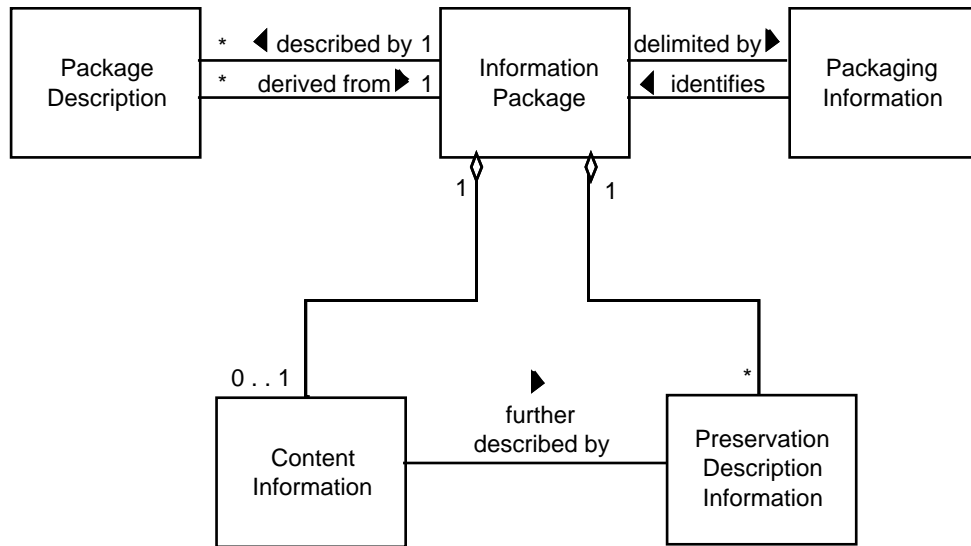 * described by 1
* derived from 1
Package
Description
Information
Package
delimited by
identifies
Packaging
Information
1
1
0 . . 1
*
further
described by
Content
Information
Preservation
Description
Information